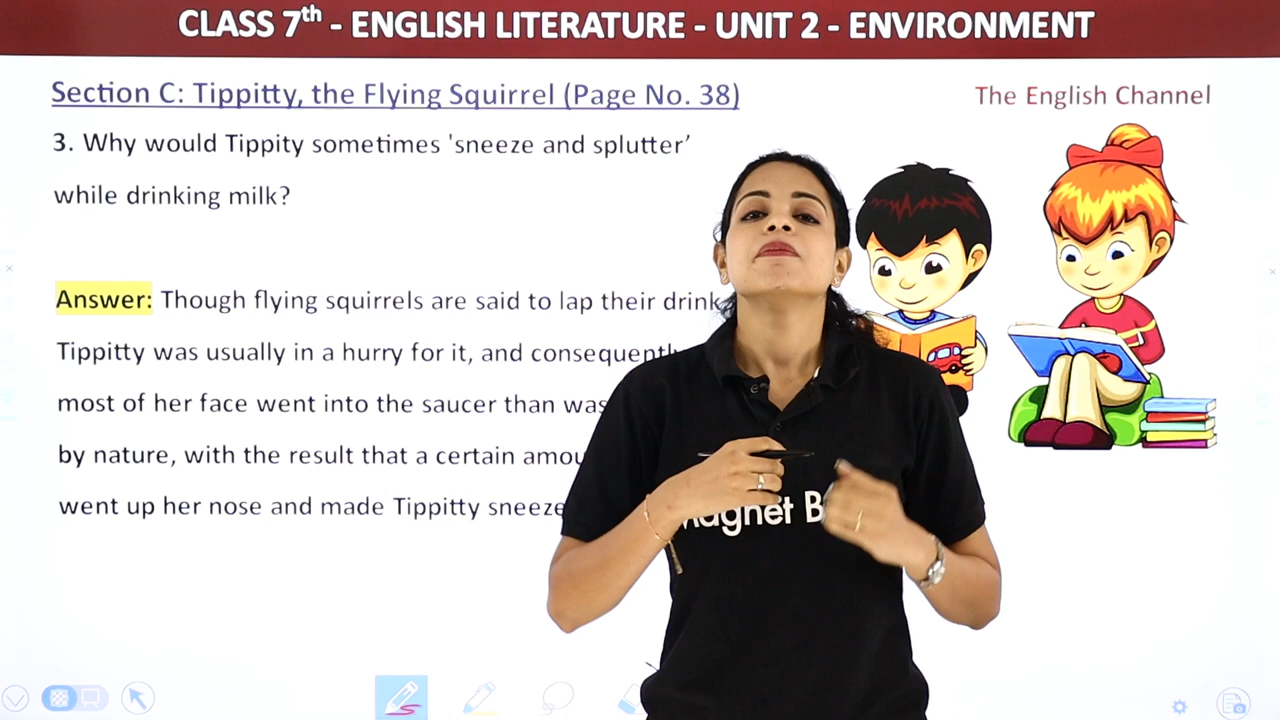 CLASS 7th - ENGLISH LITERATURE - UNIT 2 - ENVIRONMENT
Section C: Tippitty, the Flying Squirrel (Page No. 38)
The English Channel
3. Why would Tippity sometimes 'sneeze and splutter’
while drinking milk?
Answer: Though flying squirrels are said to lap their drink
Tippitty was usually in a hurry for it, and consequently
most of her face went into the saucer than was
by nature, with the result that a certain amou
went up her nose and made Tippitty sneeze
Magnet B